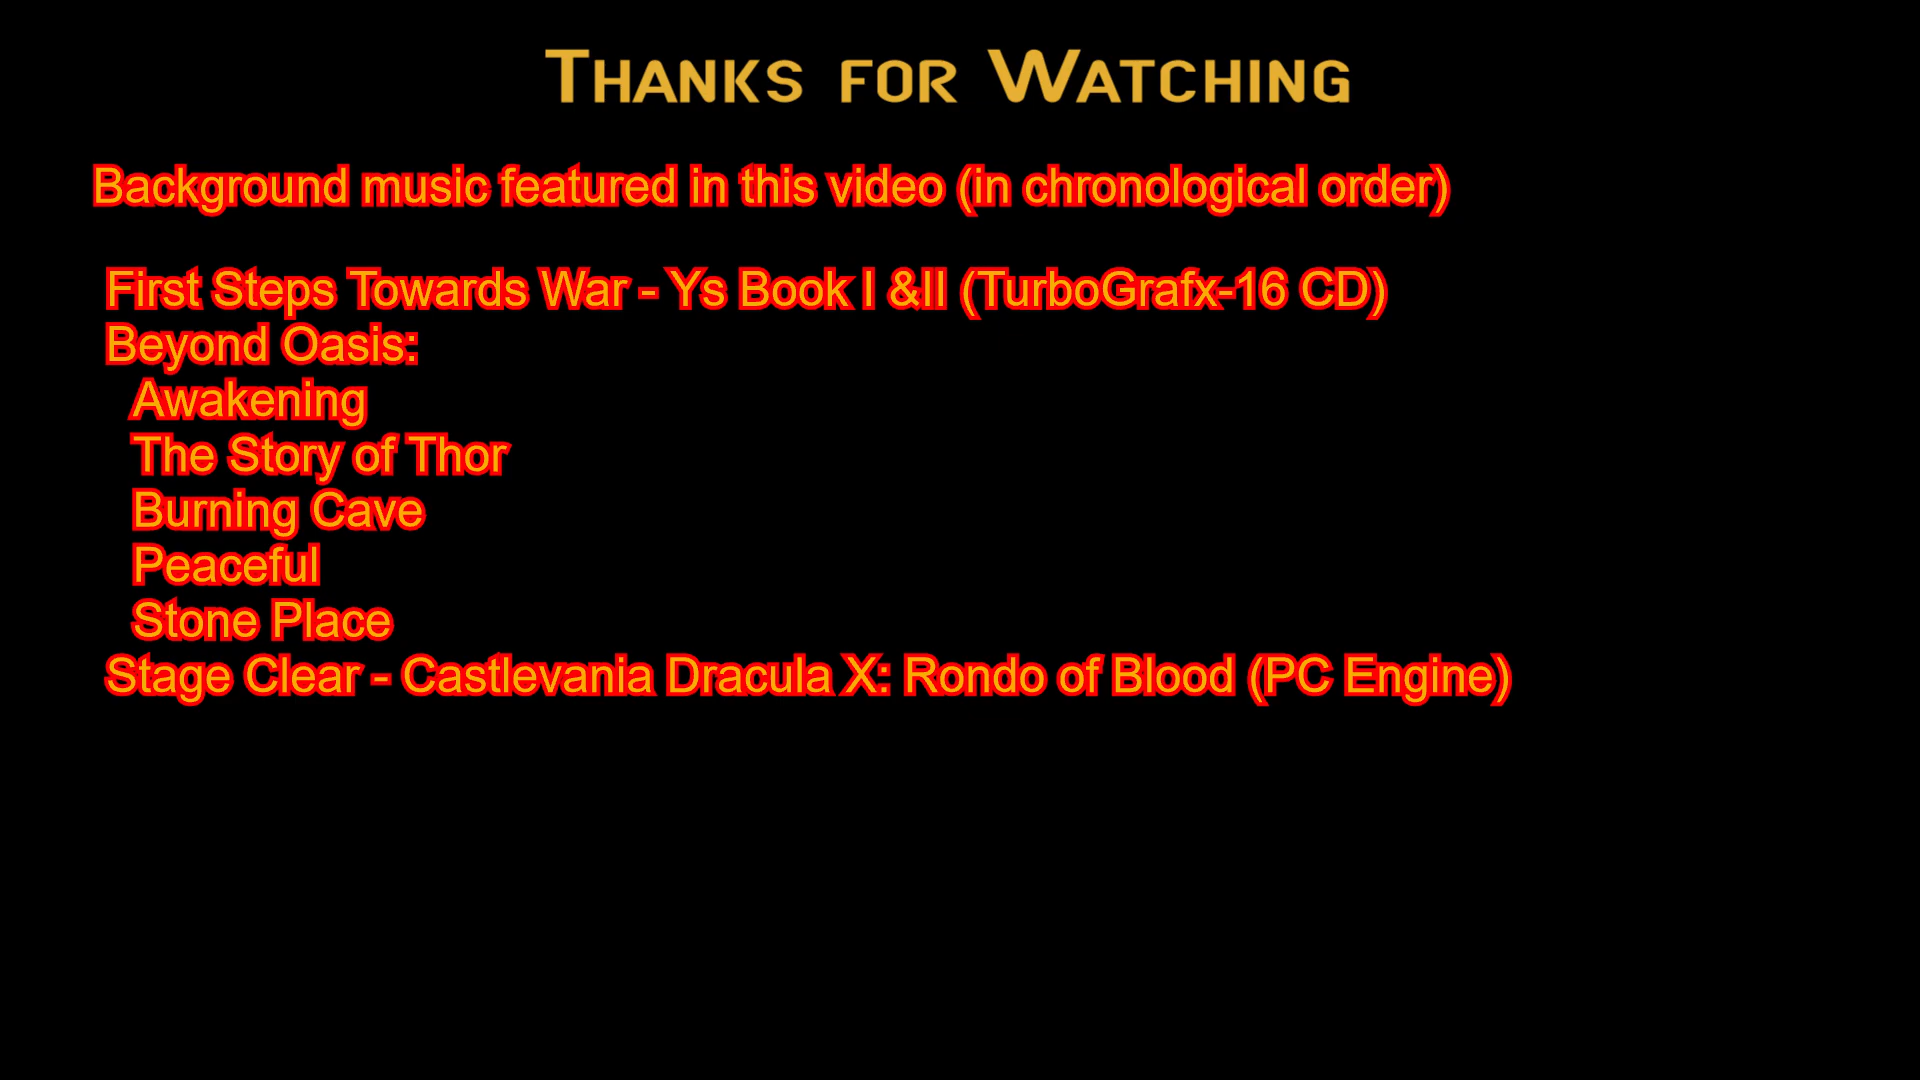 Thanks for Watching
Background music featured in this video (in chronological order)
First Steps Towards War - Ys Book I &II (TurboGrafx-16 CD)
Beyond Oasis:
Awakening
The Story of Thor
Burning Cave
Peaceful
Stone Place
Stage Clear - Castlevania Dracula X: Rondo of Blood (PC Engine)